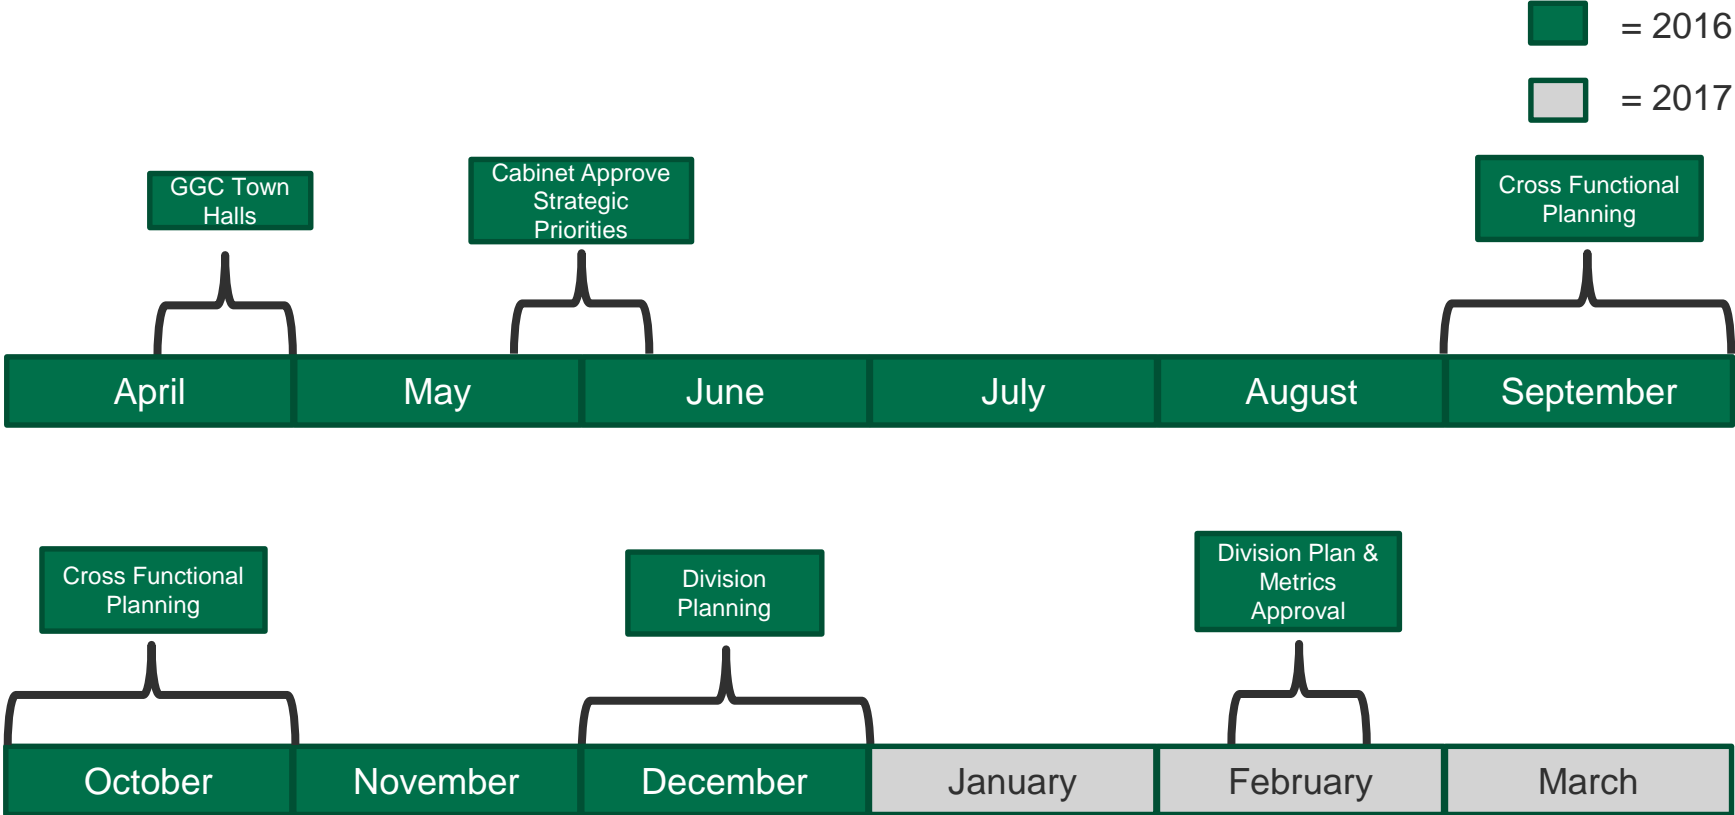 = 2016
= 2017
GGC Town
Halls
Cabinet Approve
Strategic
Priorities
Cross Functional
Planning
April
May
June
July
August
September
Cross Functional
Planning
Division
Planning
Division Plan &
Metrics
Approval
October
November
December
January
February
March